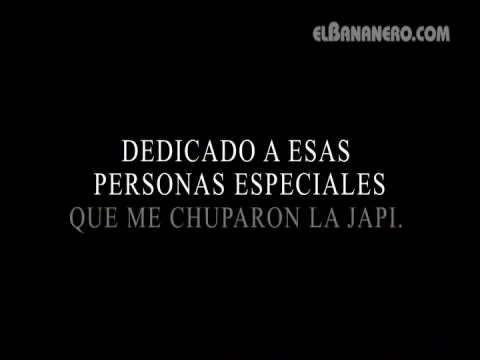 elBananero.com
DEDICADO A ESAS
PERSONAS ESPECIALES
QUE ME CHUPARON LA JAPI.